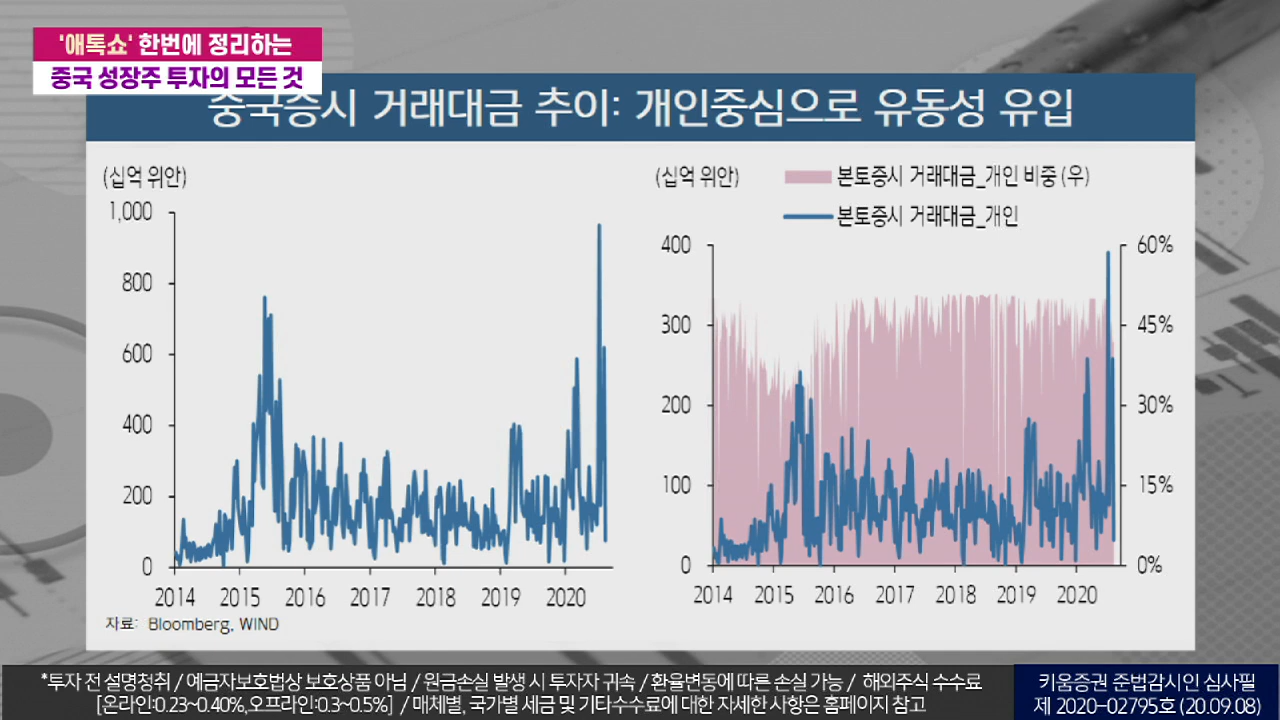 '애톡쇼' 한번에 정리하는
중국 성장주 투자의 모든 것
중국증시 거래대금 추이: 개인중심으로 유동성 유입
(십억 위안)
1,000
800
600
400
200
0
2014 2015 2016 2017 2018 2019 2020
자료: Bloomberg, WIND
(십억 위안)
본토증시 거래대금_개인 비중 (우)
본토증시 거래대금_개인
400 60%
300 45%
200 30%
100 15%
0 0%
2014 2015 2016 2017 2018 2019 2020
*투자 전 설명청취 / 예금자보호법상 보호상품 아님 / 원금손실 발생 시 투자자 귀속 / 환율변동에 따른 손실 가능 / 해외주식 수수료
[온라인:0.23~0.40%,오프라인:0.3~0.5%] / 매체별, 국가별 세금 및 기타수수료에 대한 자세한 사항은 홈페이지 참고
키움증권 준법감시인 심사필
제 2020-02795호 (20.09.08)